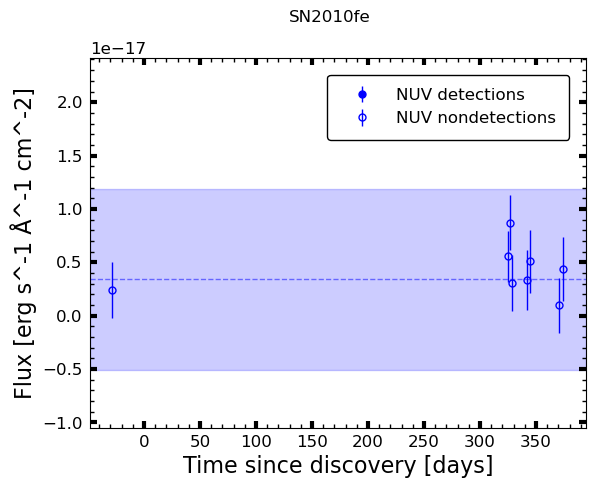 SN2010fe
1e−17
NUV detections
NUV nondetections
2.0
1.5
1.0
0.5
0.0
−0.5
−1.0
Flux [erg s^-1 Å^-1 cm^-2]
0 50 100 150 200 250 300 350
Time since discovery [days]